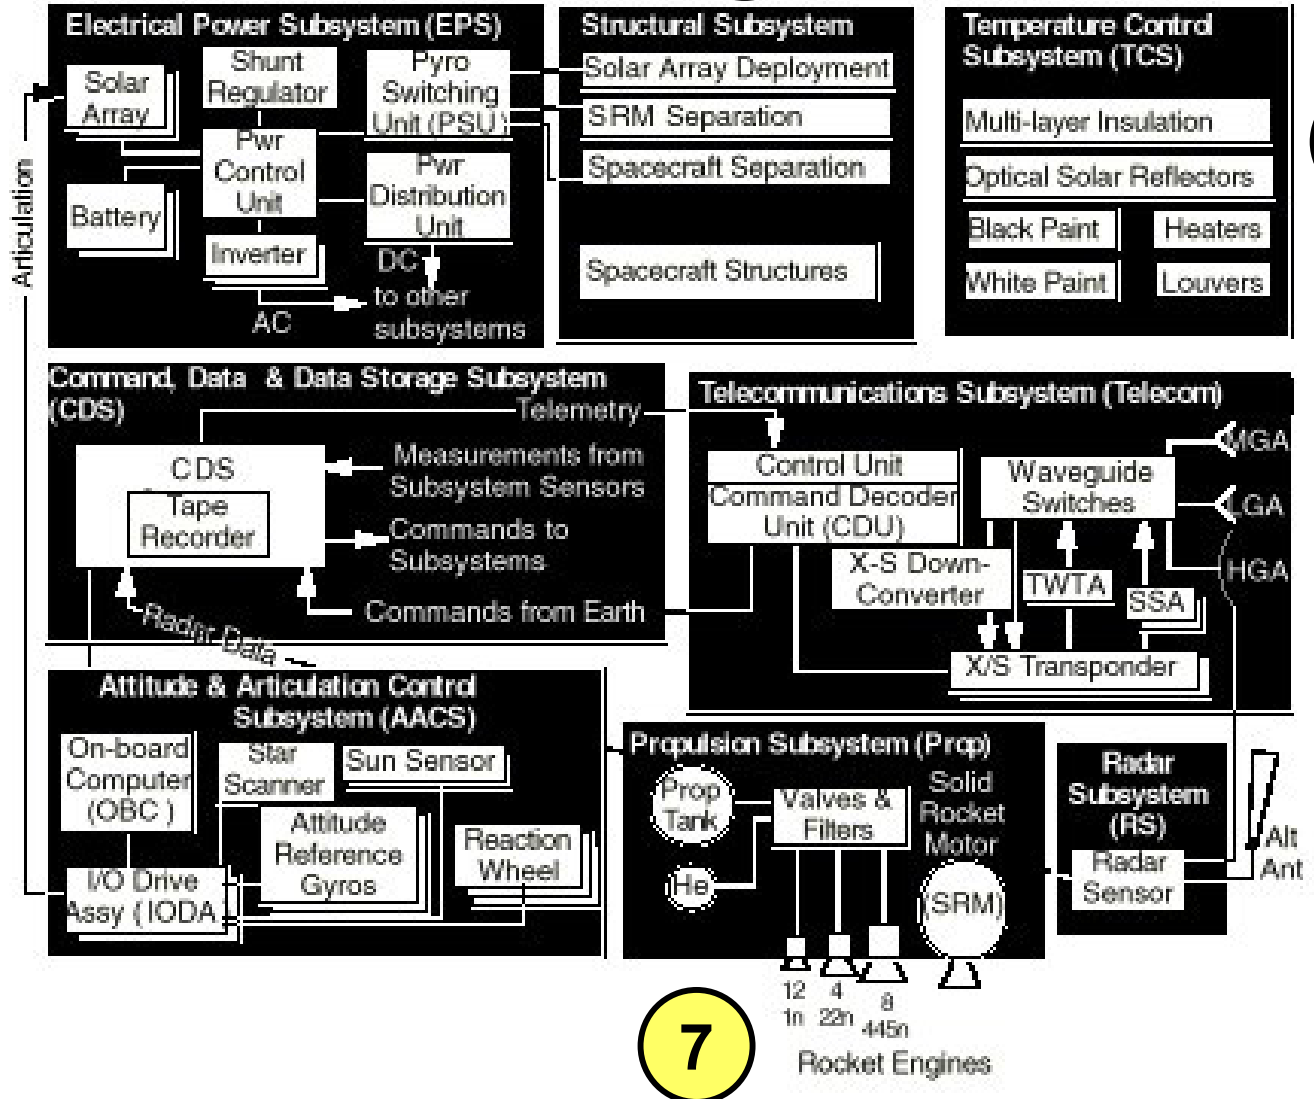 Electrical Power Subsystem (EPS)
Solar
Array
Shunt
Regulator
Pyro
Switching
Unit (PSU)
Pwr
Control
Unit
Pwr
Distribution
Unit
Battery
Inverter
DC
AC
to other
subsystems
Articulation
Structural Subsystem
Solar Array Deployment
SRM Separation
Spacecraft Separation
Spacecraft Structures
Temperature Control
Subsystem (TCS)
Multi-layer Insulation
Optical Solar Reflectors
Black Paint
Heaters
White Paint
Louvers
Command, Data & Data Storage Subsystem
(CDS)
Telemetry
CDS
Tape
Recorder
Measurements from
Subsystem Sensors
Commands to
Subsystems
Commands from Earth
Radar Data
Telecommunications Subsystem (Telecom)
Control Unit
Command Decoder
Unit (CDU)
Waveguide
Switches
MGA
LGA
HGA
X-S Down-
Converter
TWTA
SSA
X/S Transponder
Attitude & Articulation Control
Subsystem (AACS)
On-board
Computer
(OBC)
Star
Scanner
Sun Sensor
Attitude
Reference
Gyros
Reaction
Wheel
I/O Drive
Assy (IODA
Propulsion Subsystem (Prop)
Prop
Tank
He
Valves &
Filters
Solid
Rocket
Motor
(SRM)
12
1n
4
22n
8
445n
Rocket Engines
Radar
Subsystem
(RS)
Radar
Sensor
Alt
Ant
7